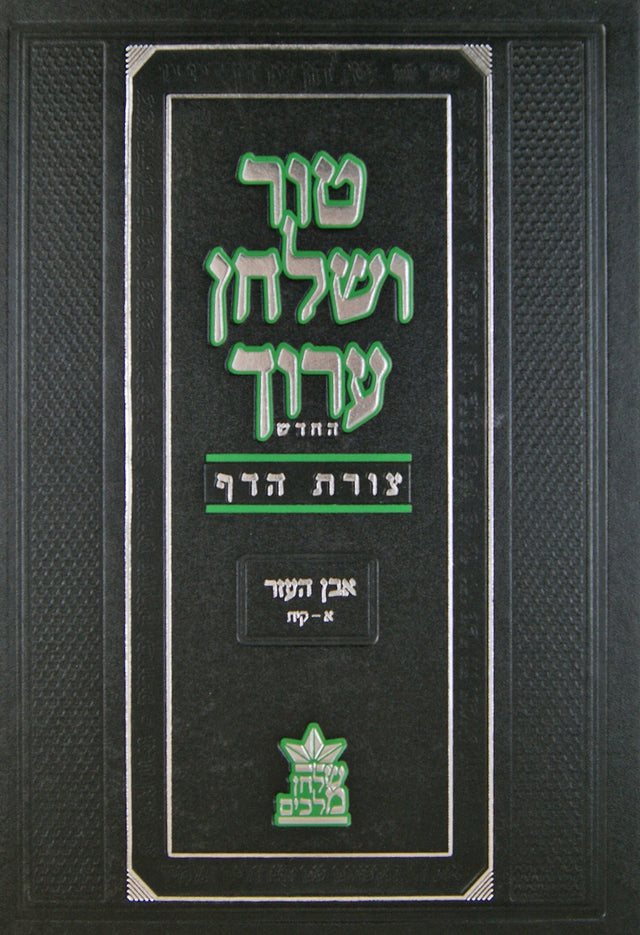 טור
ושלחן
ערוך
החדש
צורת הדף
אבן העזר
א - קיח
שלחן
מלכים